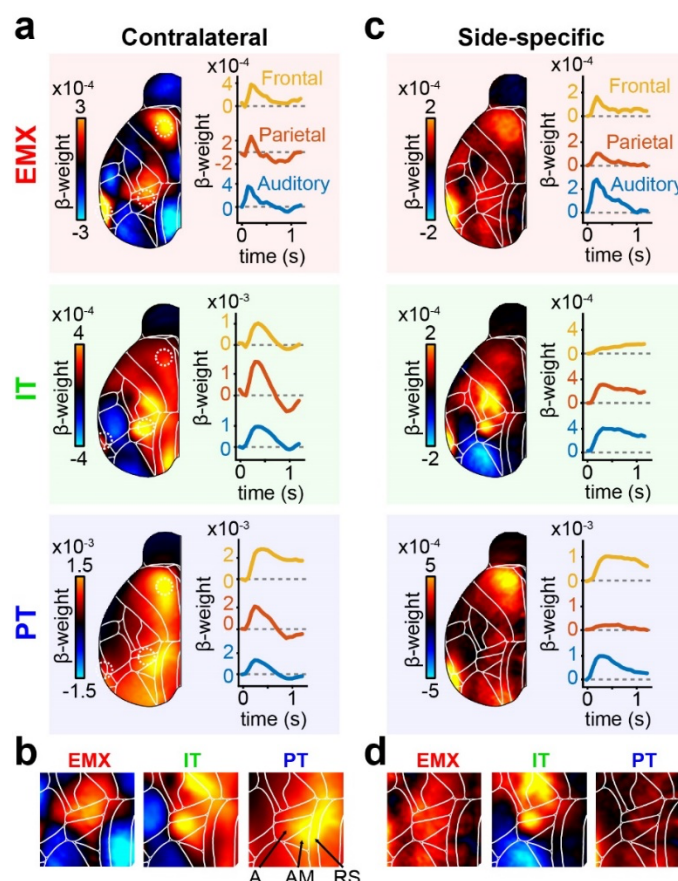 a
Contralateral
c
Side-specific
EMX
x10-4
3
β-weight
-3
x10-4
β-weight
4
0
Frontal
2
-2
Parietal
4
0
Auditory
0
1
time (s)
x10-4
2
β-weight
-2
x10-4
β-weight
2
0
Frontal
2
0
Parietal
2
0
Auditory
0
1
time (s)
IT
x10-4
4
β-weight
-4
x10-3
β-weight
1
0
1
0
1
0
0
1
time (s)
x10-4
2
β-weight
-2
x10-4
β-weight
4
0
4
0
4
0
0
1
time (s)
PT
x10-3
1.5
β-weight
-1.5
x10-3
β-weight
2
0
2
0
2
0
0
1
time (s)
x10-4
5
β-weight
-5
x10-3
β-weight
1
0
1
0
1
0
0
1
time (s)
b
EMX
IT
PT
A
AM
RS
d
EMX
IT
PT